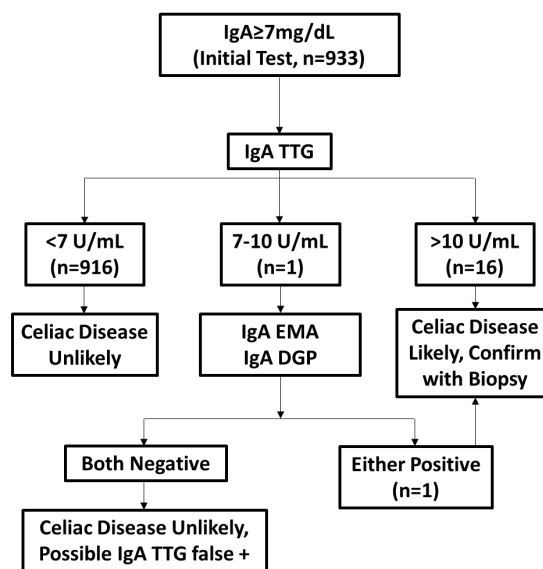 IgA≥7mg/dL
(Initial Test, n=933)
IgA TTG
<7 U/mL
(n=916)
7-10 U/mL
(n=1)
>10 U/mL
(n=16)
Celiac Disease
Unlikely
IgA EMA
IgA DGP
Celiac Disease
Likely, Confirm
with Biopsy
Both Negative
Either Positive
(n=1)
Celiac Disease Unlikely,
Possible IgA TTG false +